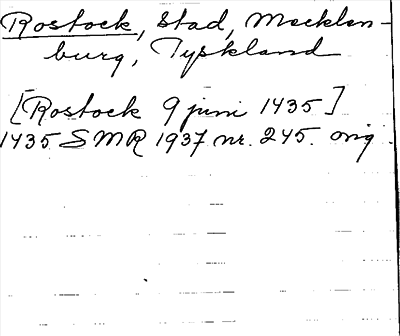 Rostock, Stad, Mecklen-
burg, Tyskland
[Rostock 9 juni 1435]
1435 SMR 1937 nr. 245. orig.